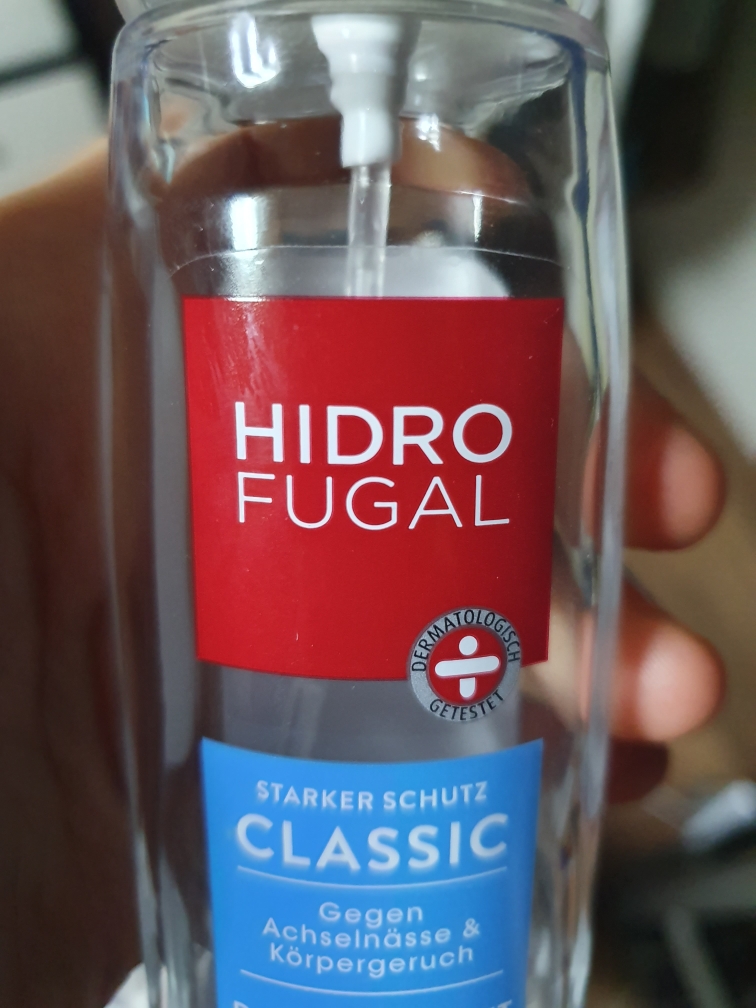 HIDRO
FUGAL
DERMATOLOGISCH
GETESTET
STARKER SCHUTZ
CLASSIC
Gegen
Achselnässe &
Körpergeruch